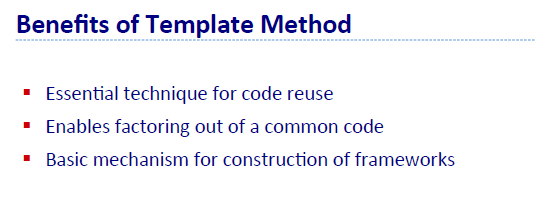 Benefits of Template Method
Essential technique for code reuse
Enables factoring out of a common code
Basic mechanism for construction of frameworks